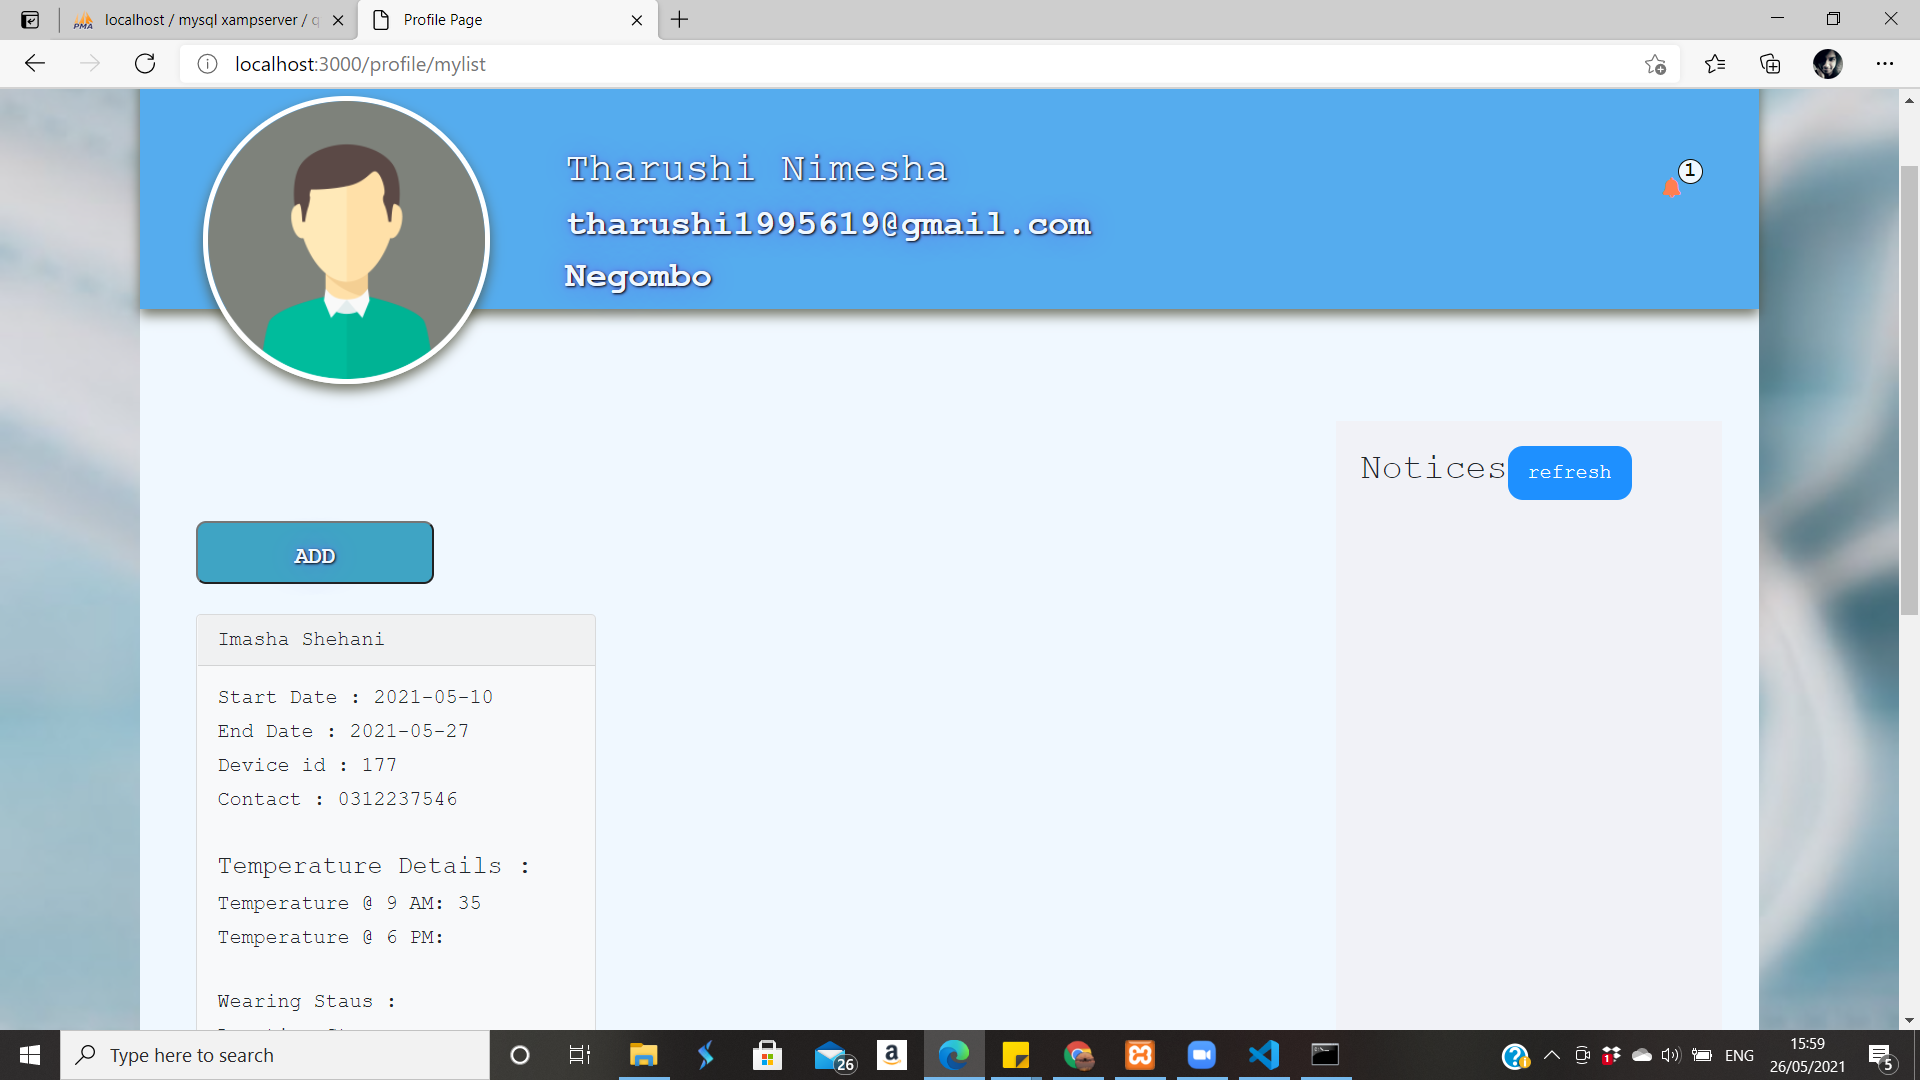 localhost / mysql xampserver / q
Profile Page
localhost:3000/profile/mylist
Tharushi Nimesha
1
tharushi1995619@gmail.com
Negombo
Notices
refresh
ADD
Imasha Shehani
Start Date : 2021-05-10
End Date : 2021-05-27
Device id : 177
Contact : 0312237546
Temperature Details :
Temperature @ 9 AM: 35
Temperature @ 6 PM:
Wearing Staus :
Type here to search
26
1
ENG
15:59
26/05/2021
5